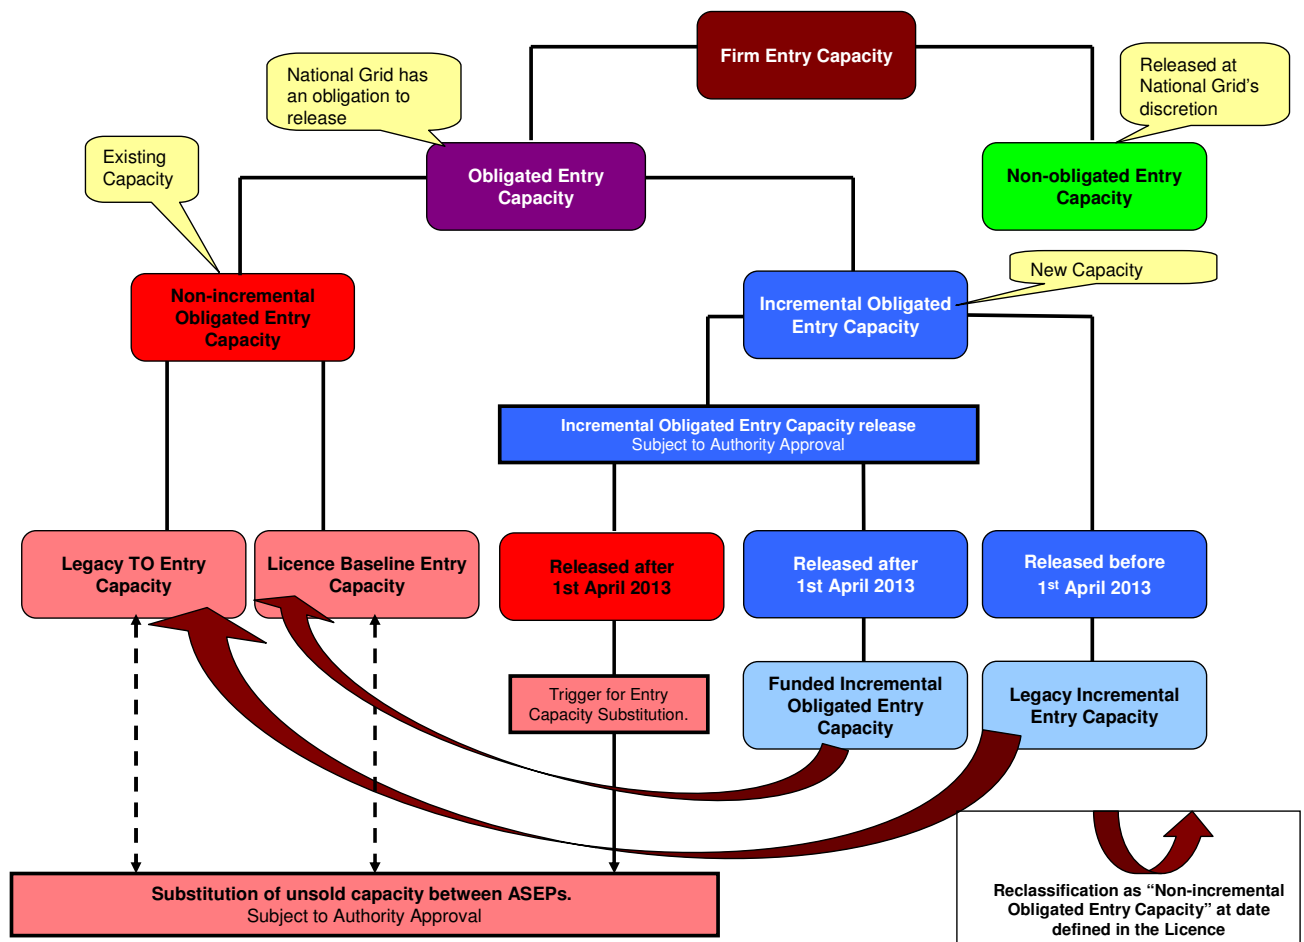 Firm Entry Capacity
National Grid has
an obligation to
release
Released at
National Grid's
discretion
Existing
Capacity
Obligated Entry
Capacity
Non-obligated Entry
Capacity
New Capacity
Non-incremental
Obligated Entry
Capacity
Incremental Obligated
Entry Capacity
Incremental Obligated Entry Capacity release
Subject to Authority Approval
Legacy TO Entry
Capacity
Licence Baseline Entry
Capacity
Released after
1st April 2013
Released after
1st April 2013
Released before
1st April 2013
Trigger for Entry
Capacity Substitution.
Funded Incremental
Obligated Entry
Capacity
Legacy Incremental
Entry Capacity
Substitution of unsold capacity between ASEPs.
Subject to Authority Approval
Reclassification as “Non-incremental
Obligated Entry Capacity” at date
defined in the Licence